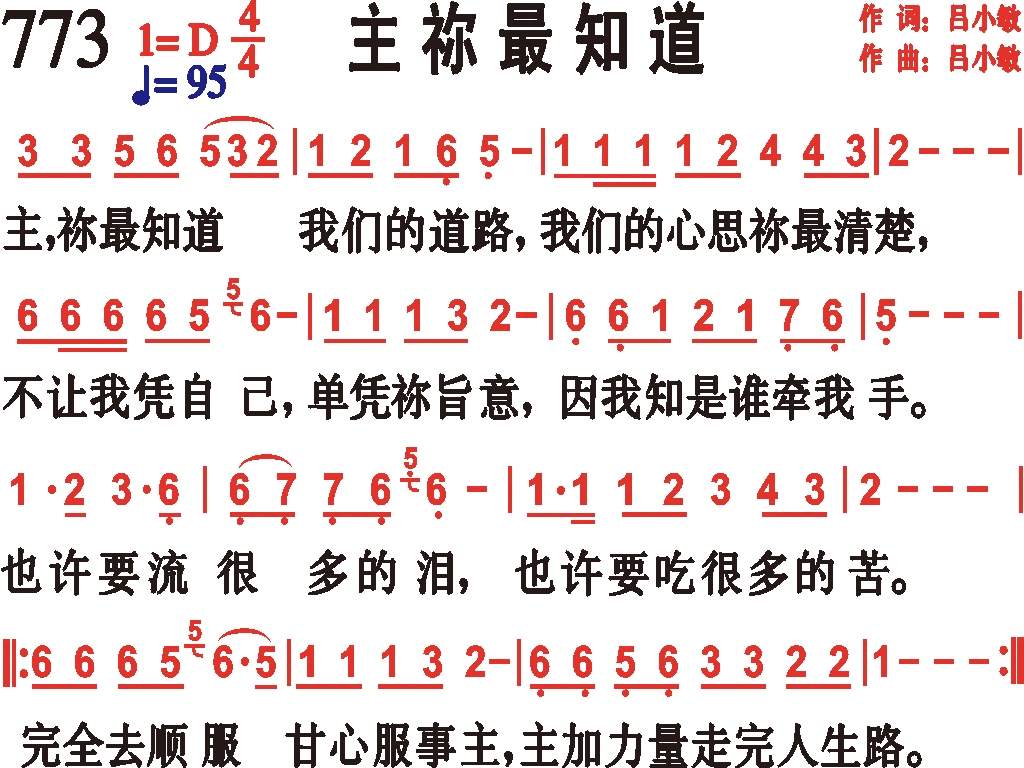 773 1=D 4/4 主祢最知道 作 词：吕小敏
♩=95 作 曲：吕小敏
3 3 5 6 5 3 2 | 1 2 1 6 5 - | 1 1 1 1 2 4 4 3 | 2 - - - |
主，祢最知道 我们的道路，我们的心思祢最清楚，
6 6 6 6 5 5 6 - | 1 1 1 3 2 - | 6 6 1 2 1 7 6 | 5 - - - |
不让我凭自 己，单凭祢旨意，因我知是谁牵我 手。
1 · 2 3 · 6 | 6 7 7 6 5 6 - | 1 · 1 1 2 3 4 3 | 2 - - - |
也许要流 很 多的 泪， 也许要吃很多的 苦。
‖: 6 6 6 5 5 6 · 5 | 1 1 1 3 2 - | 6 6 5 6 3 3 2 2 | 1 - - - :‖
完全去顺 服 甘心服事主，主加力量走完人生路。